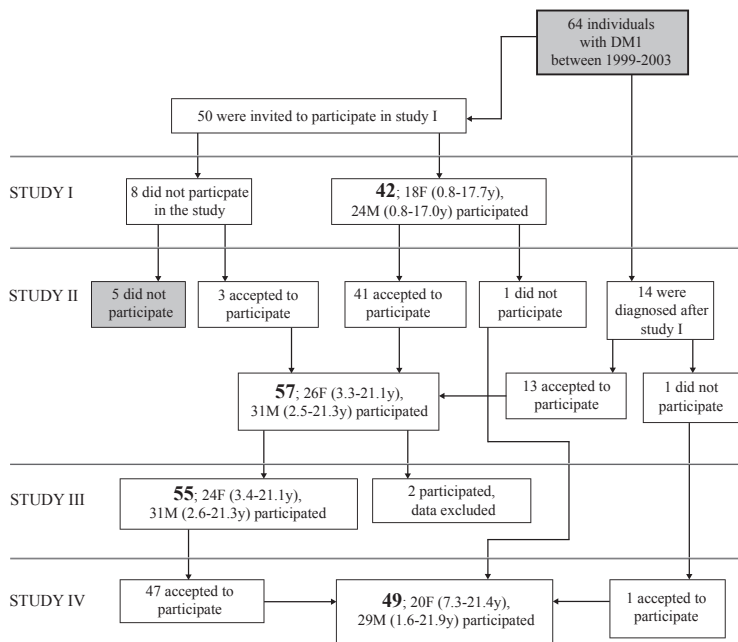 64 individuals
with DM1
between 1999-2003
50 were invited to participate in study I
STUDY I
8 did not particpate
in the study
42; 18F (0.8-17.7y),
24M (0.8-17.0y) participated
STUDY II
5 did not
participate
3 accepted to
participate
41 accepted to
participate
1 did not
participate
14 were
diagnosed after
study I
57; 26F (3.3-21.1y),
31M (2.5-21.3y) participated
13 accepted to
participate
1 did not
participate
STUDY III
55; 24F (3.4-21.1y),
31M (2.6-21.3y) participated
2 participated,
data excluded
STUDY IV
47 accepted to
participate
49; 20F (7.3-21.4y),
29M (1.6-21.9y) participated
1 accepted to
participate